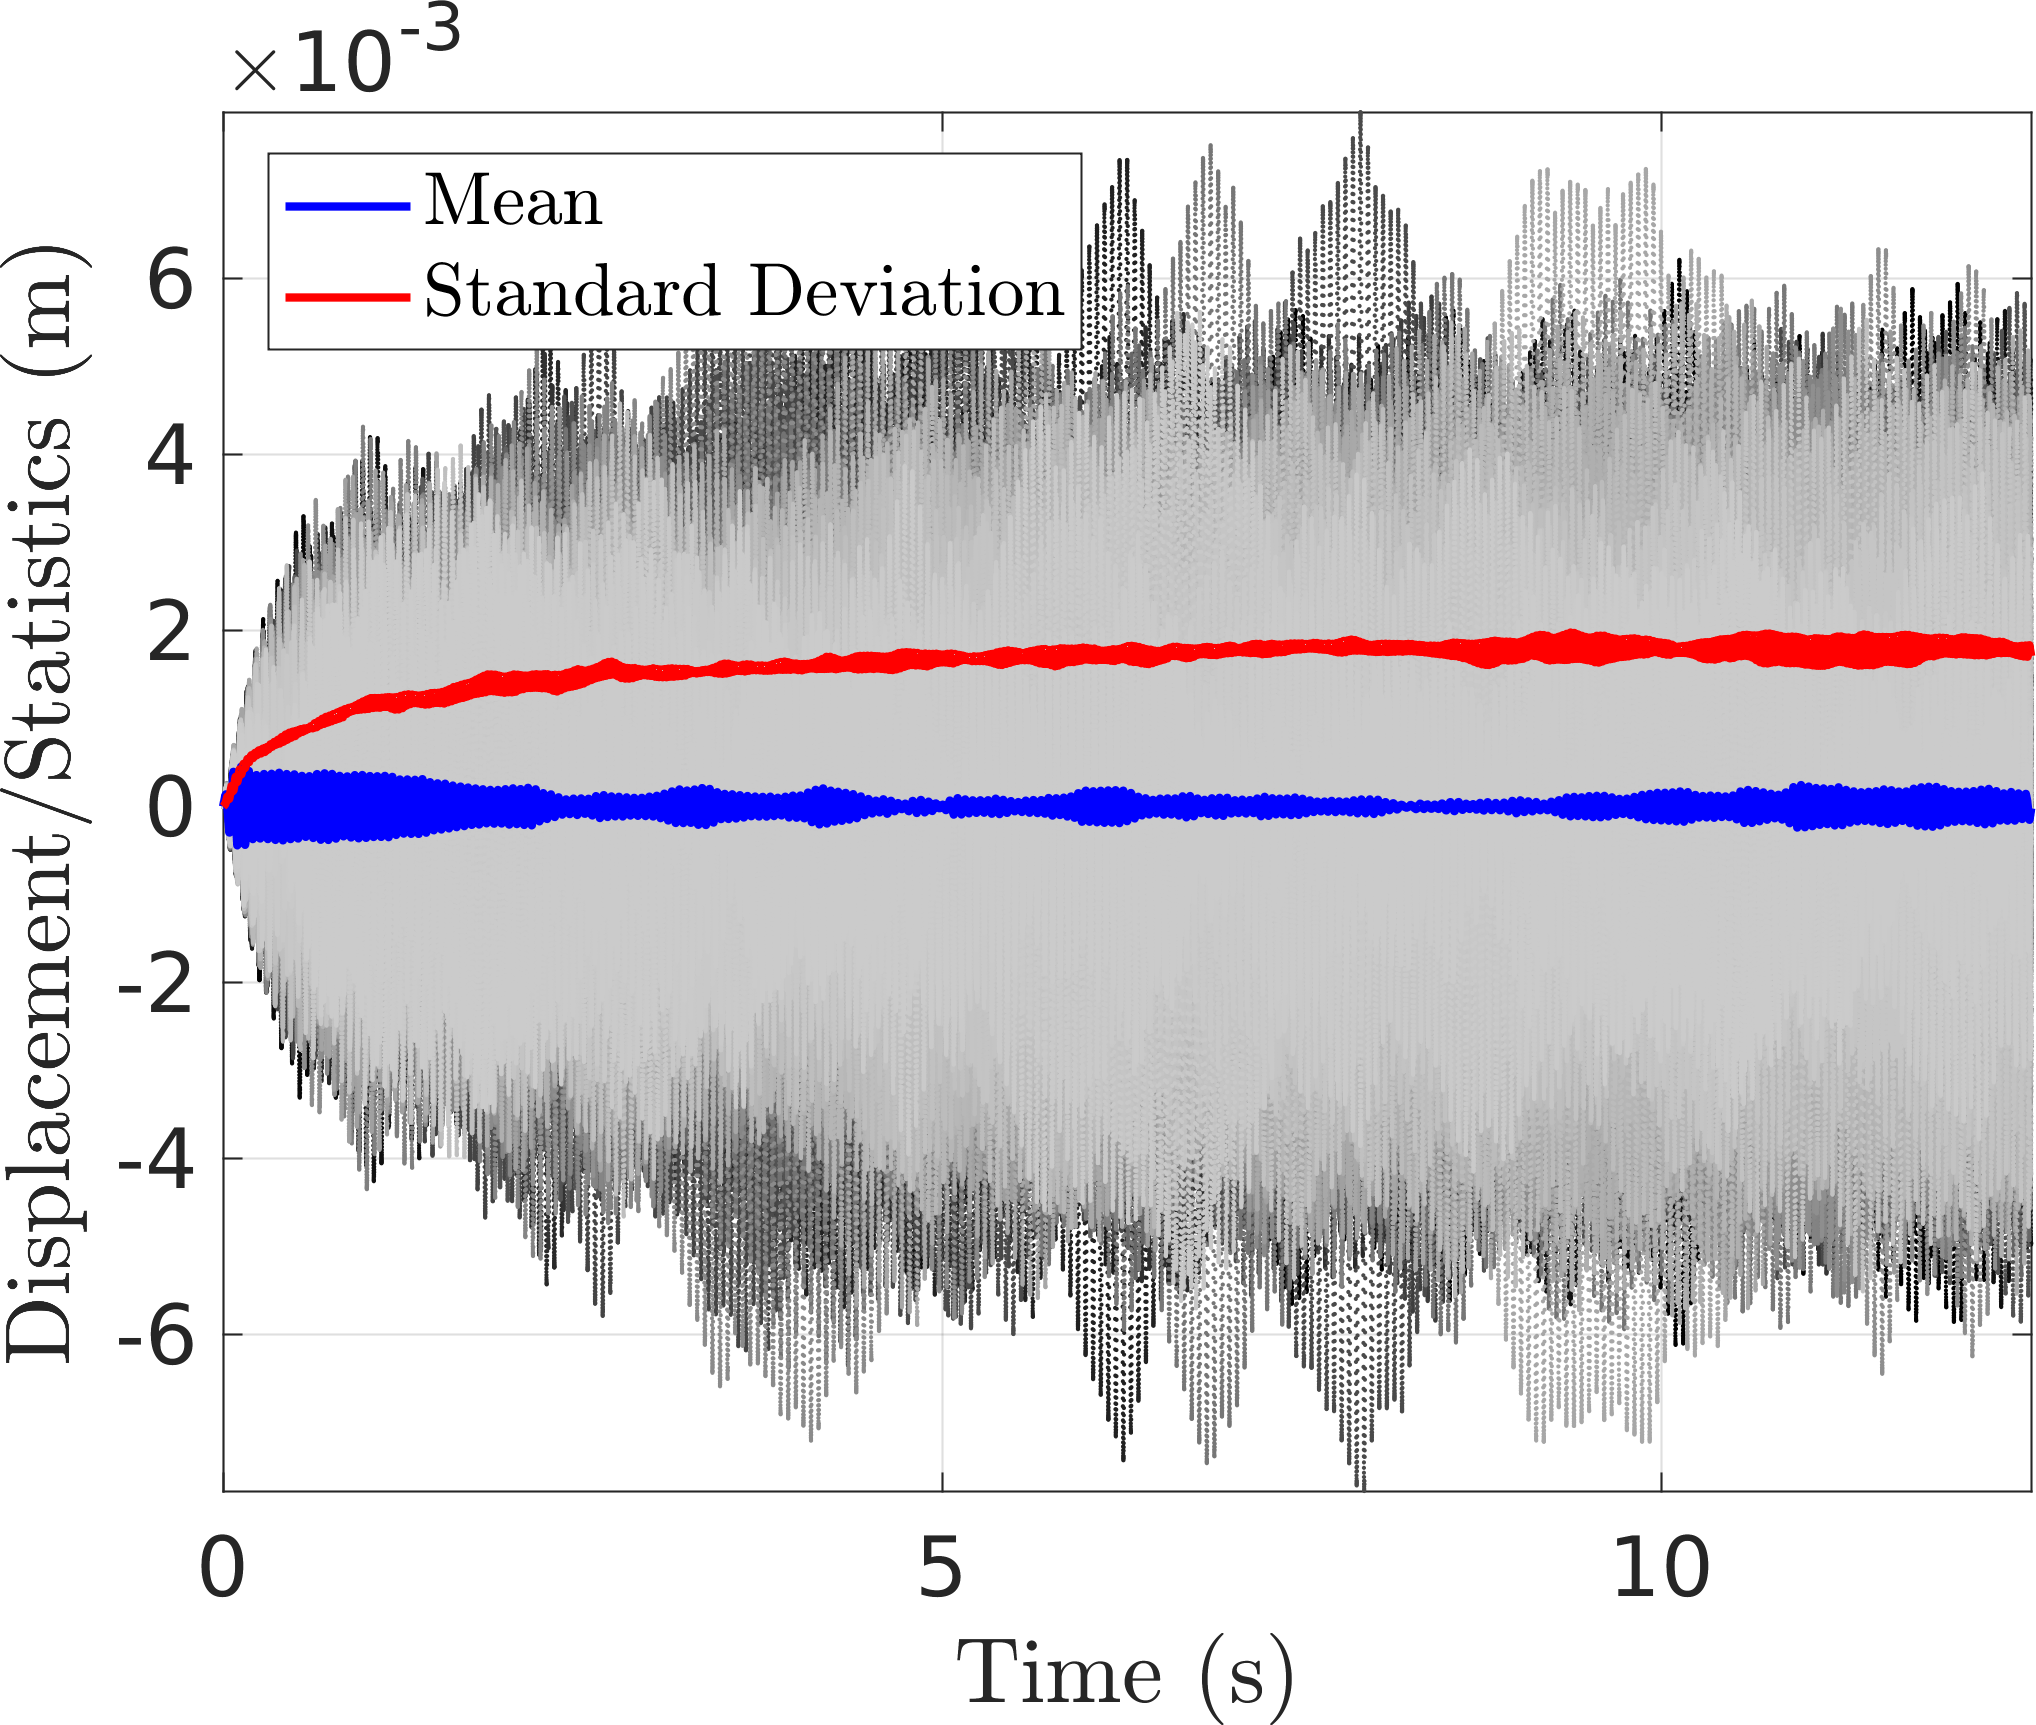 ×10-3
Mean
Standard Deviation
6
4
2
0
-2
-4
-6
0 5 10
Time (s)
Displacement/Statistics (m)